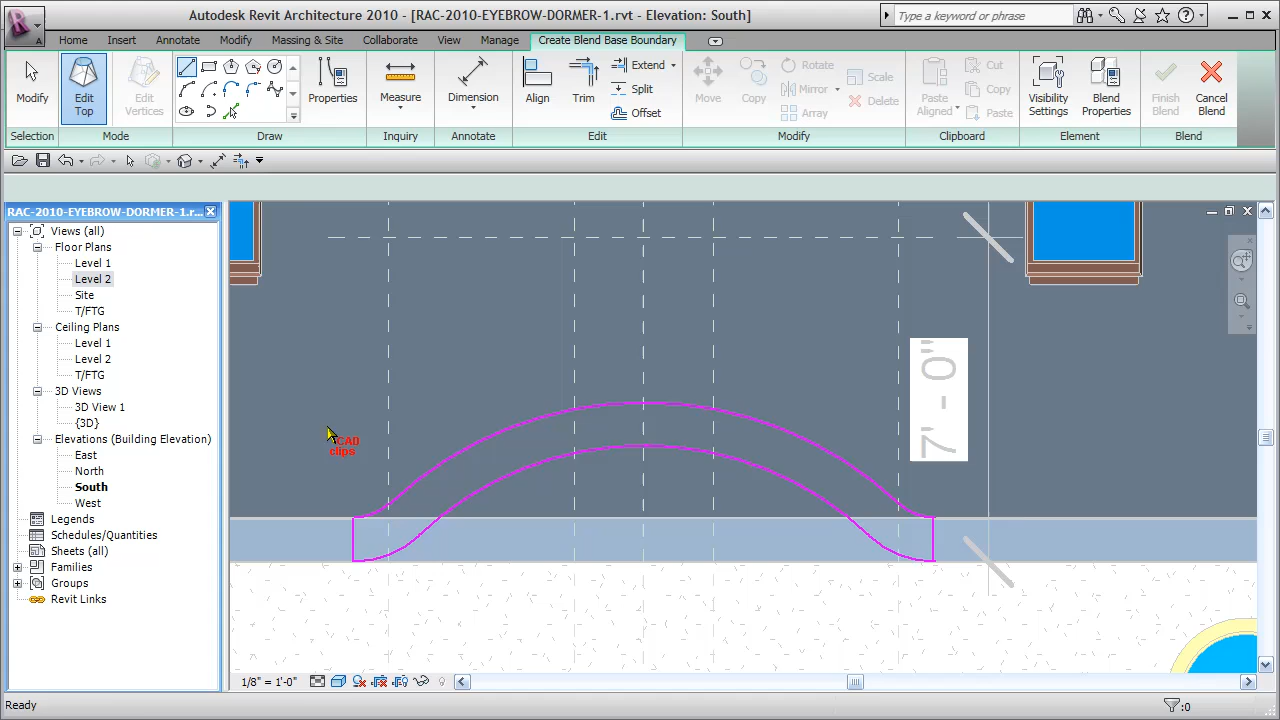 Autodesk Revit Architecture 2010 - [RAC-2010-EYEBROW-DORMER-1.rvt - Elevation: South]
Type a keyword or phrase
Home Insert Annotate Modify Massing & Site Collaborate View Manage Create Blend Base Boundary
Modify
Edit Top
Edit Vertices
Properties
Measure
Dimension
Align
Trim
Extend
Split
Offset
Move
Copy
Rotate
Mirror
Array
Scale
Delete
Paste Aligned
Cut
Copy
Paste
Visibility Settings
Blend Properties
Finish Blend
Cancel Blend
Selection Mode Draw Inquiry Annotate Edit Modify Clipboard Element Blend
RAC-2010-EYEBROW-DORMER-1.r...
Views (all)
Floor Plans
Level 1
Level 2
Site
T/FTG
Ceiling Plans
Level 1
Level 2
T/FTG
3D Views
3D View 1
{3D}
Elevations (Building Elevation)
East
North
South
West
Legends
Schedules/Quantities
Sheets (all)
Families
Groups
Revit Links
CAD
clips
7' - 0"
1/8" = 1'-0"
Ready
:0